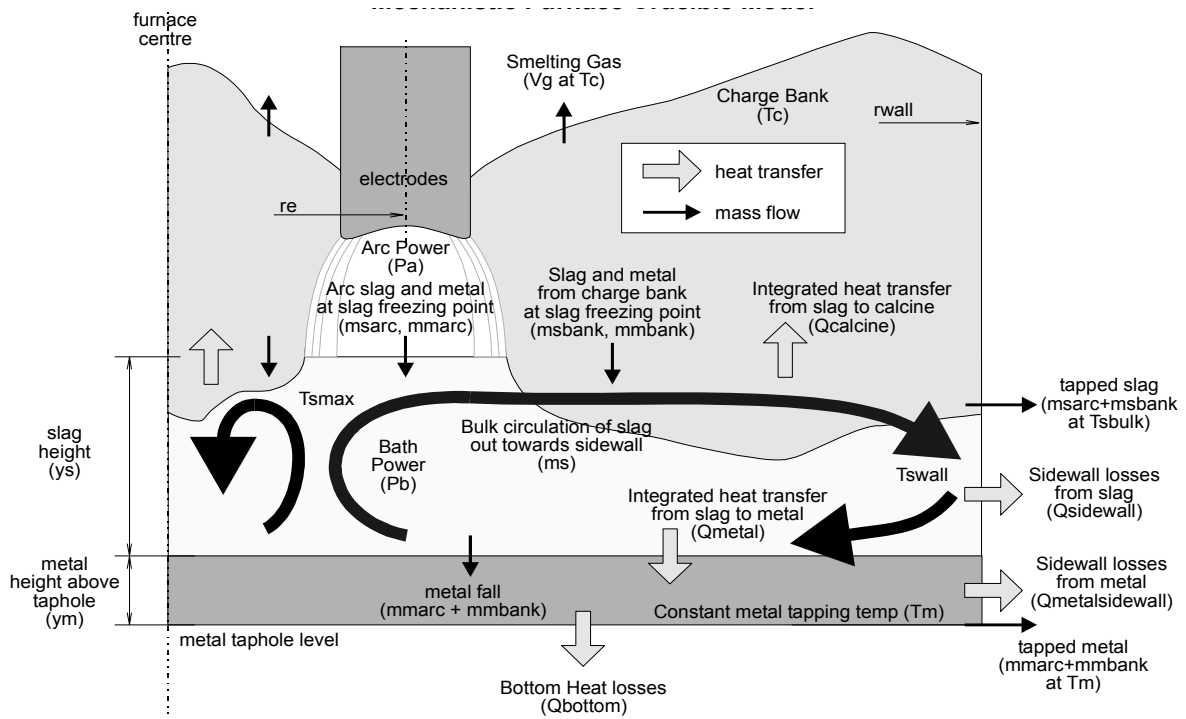 Mechanistic Furnace Crucible Model
furnace
centre
Smelting Gas
(Vg at Tc)
Charge Bank
(Tc)
rwall
heat transfer
mass flow
electrodes
re
Arc Power
(Pa)
Arc slag and metal
at slag freezing point
(msarc, mmarc)
Slag and metal
from charge bank
at slag freezing point
(msbank, mmbank)
Integrated heat transfer
from slag to calcine
(Qcalcine)
Tsmax
tapped slag
(msarc+msbank
at Tsbulk)
slag
height
(ys)
Bath
Power
(Pb)
Bulk circulation of slag
out towards sidewall
(ms)
Tswall
Integrated heat transfer
from slag to metal
(Qmetal)
Sidewall losses
from slag
(Qsidewall)
metal
height above
taphole (ym)
metal fall
(mmarc + mmbank)
Constant metal tapping temp (Tm)
Sidewall losses
from metal
(Qmetalsidewall)
metal taphole level
tapped metal
(mmarc+mmbank
at Tm)
Bottom Heat losses
(Qbottom)